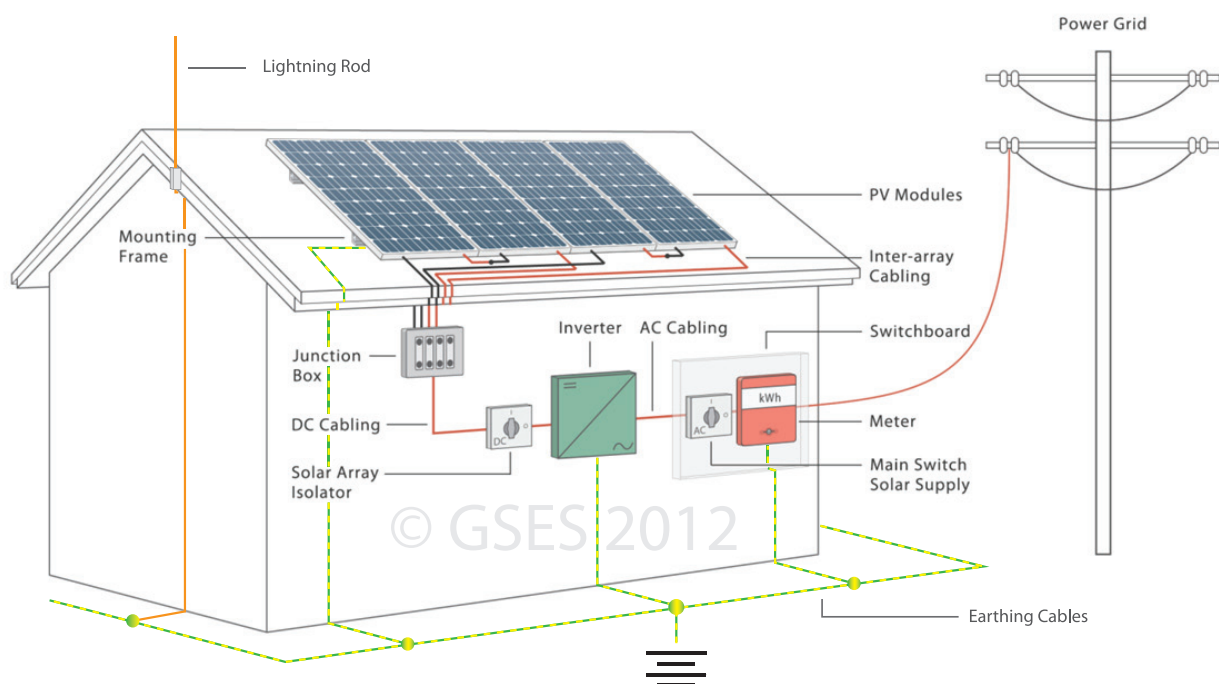 Power Grid
Lightning Rod
PV Modules
Mounting
Frame
Inter-array
Cabling
Inverter
AC Cabling
Switchboard
Junction
Box
kWh
DC Cabling
DC
I
O
AC
I
O
Meter
Solar Array
Isolator
Main Switch
Solar Supply
© GSES 2012
Earthing Cables